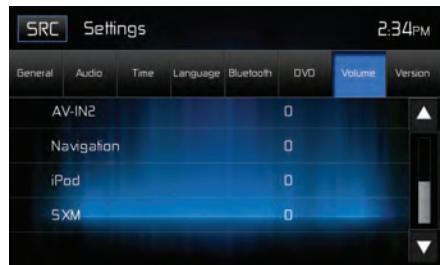 SRC Settings 2:34PM
General Audio Time Language Bluetooth DVD Volume Version
AV-IN2 0
Navigation 0
iPod 0
SXM 0